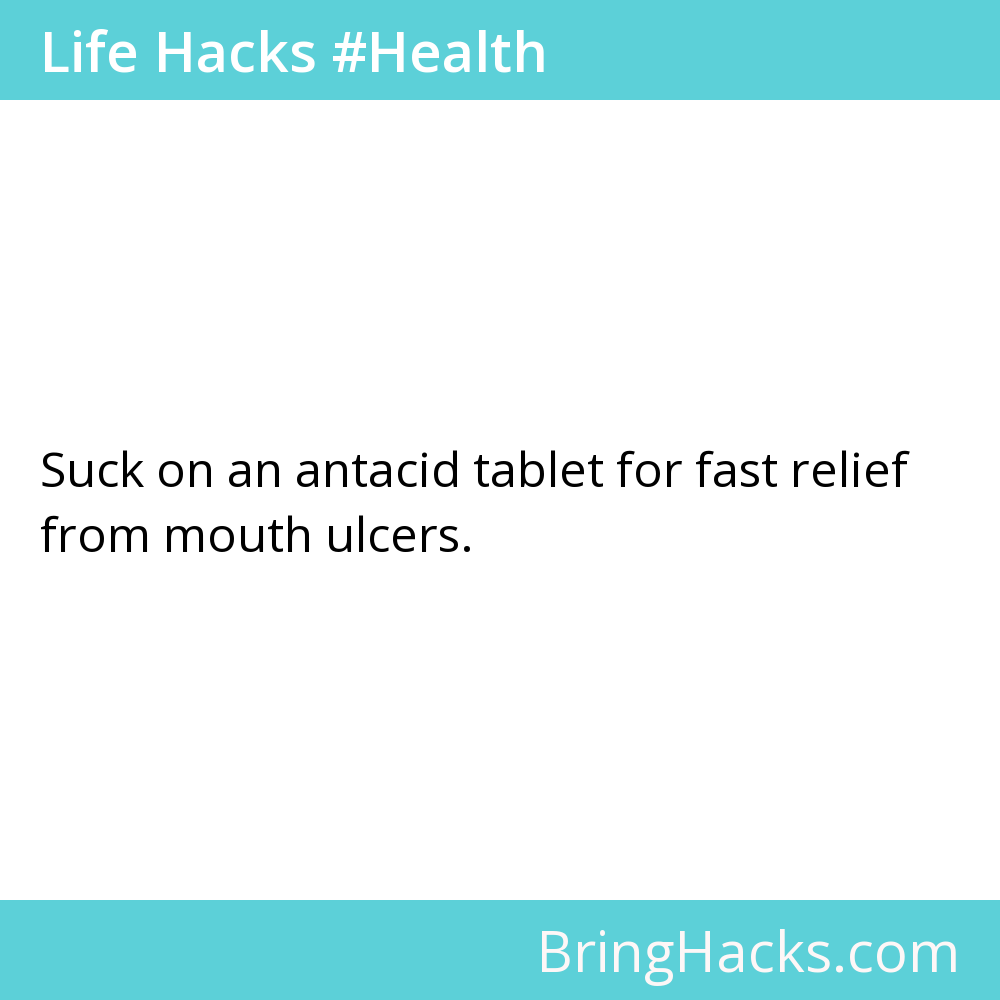 Life Hacks #Health
Suck on an antacid tablet for fast relief
from mouth ulcers.
BringHacks.com